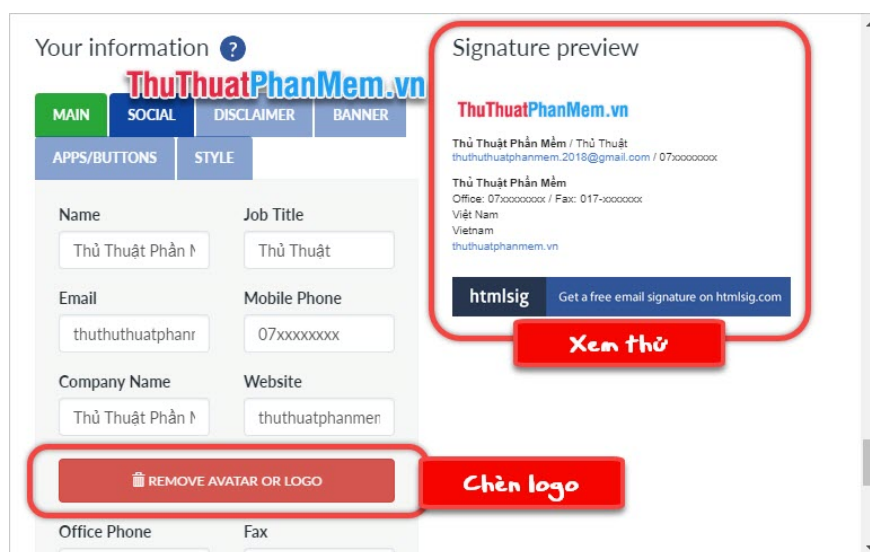 Your information ?
ThuThuatPhanMem.vn
MAIN SOCIAL DISCLAIMER BANNER
APPS/BUTTONS STYLE
Name Job Title
Thủ Thuật Phần M Thủ Thuật
Email Mobile Phone
thuthuthuatphanr 07xxxxxxxx
Company Name Website
Thủ Thuật Phần M thuthuatphanmen
REMOVE AVATAR OR LOGO
Chèn logo
Office Phone Fax
Signature preview
ThuThuatPhanMem.vn
Thủ Thuật Phần Mềm / Thủ Thuật
thuthuthuatphanmem.2018@gmail.com / 07xxxxxxxx
Thủ Thuật Phần Mềm
Office: 07xxxxxxxx / Fax: 017-xxxxxxx
Việt Nam
Vietnam
thuthuatphanmem.vn
htmlsig Get a free email signature on htmlsig.com
Xem thử